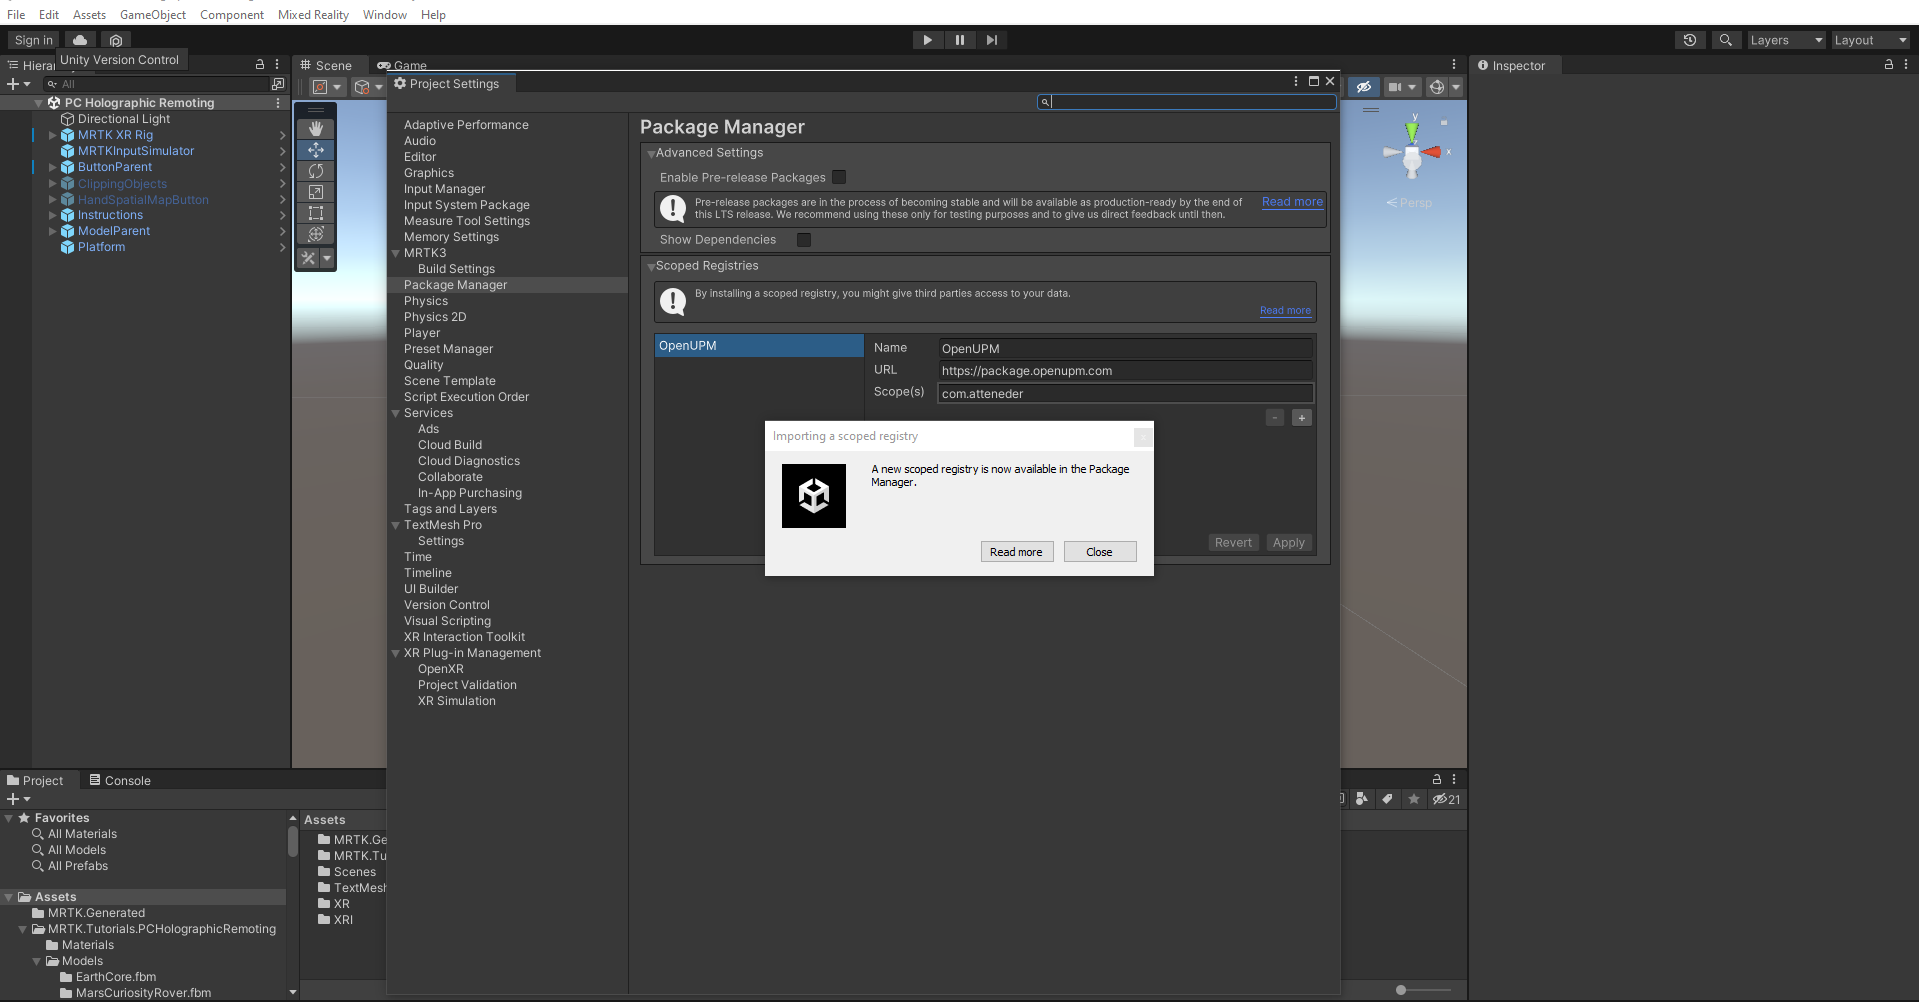 File Edit Assets GameObject Component Mixed Reality Window Help
Sign in
Layers
Layout
Unity Version Control
Scene
Game
Inspector
All
PC Holographic Remoting
Directional Light
MRTK XR Rig
MRTKInputSimulator
ButtonParent
ClippingObjects
HandSpatialMapButton
Instructions
ModelParent
Platform
Project Settings
Adaptive Performance
Audio
Editor
Graphics
Input Manager
Input System Package
Measure Tool Settings
Memory Settings
MRTK3
Build Settings
Package Manager
Physics
Physics 2D
Player
Preset Manager
Quality
Scene Template
Script Execution Order
Services
Ads
Cloud Build
Cloud Diagnostics
Collaborate
In-App Purchasing
Tags and Layers
TextMesh Pro
Settings
Time
Timeline
UI Builder
Version Control
Visual Scripting
XR Interaction Toolkit
XR Plug-in Management
OpenXR
Project Validation
XR Simulation
Package Manager
Advanced Settings
Enable Pre-release Packages
Pre-release packages are in the process of becoming stable and will be available as production-ready by the end of
this LTS release. We recommend using these only for testing purposes and to give us direct feedback until then.
Read more
Show Dependencies
Scoped Registries
By installing a scoped registry, you might give third parties access to your data.
Read more
OpenUPM
Name OpenUPM
URL https://package.openupm.com
Scope(s) com.atteneder
- +
Revert Apply
Importing a scoped registry
A new scoped registry is now available in the Package
Manager.
Read more Close
y
x
Persp
Project
Console
21
Favorites
All Materials
All Models
All Prefabs
Assets
MRTK.Generated
MRTK.Tutorials.PCHolographicRemoting
Materials
Models
EarthCore.fbm
MarsCuriosityRover.fbm
Assets
MRTK.Ge
MRTK.Tu
Scenes
TextMesh
XR
XRI